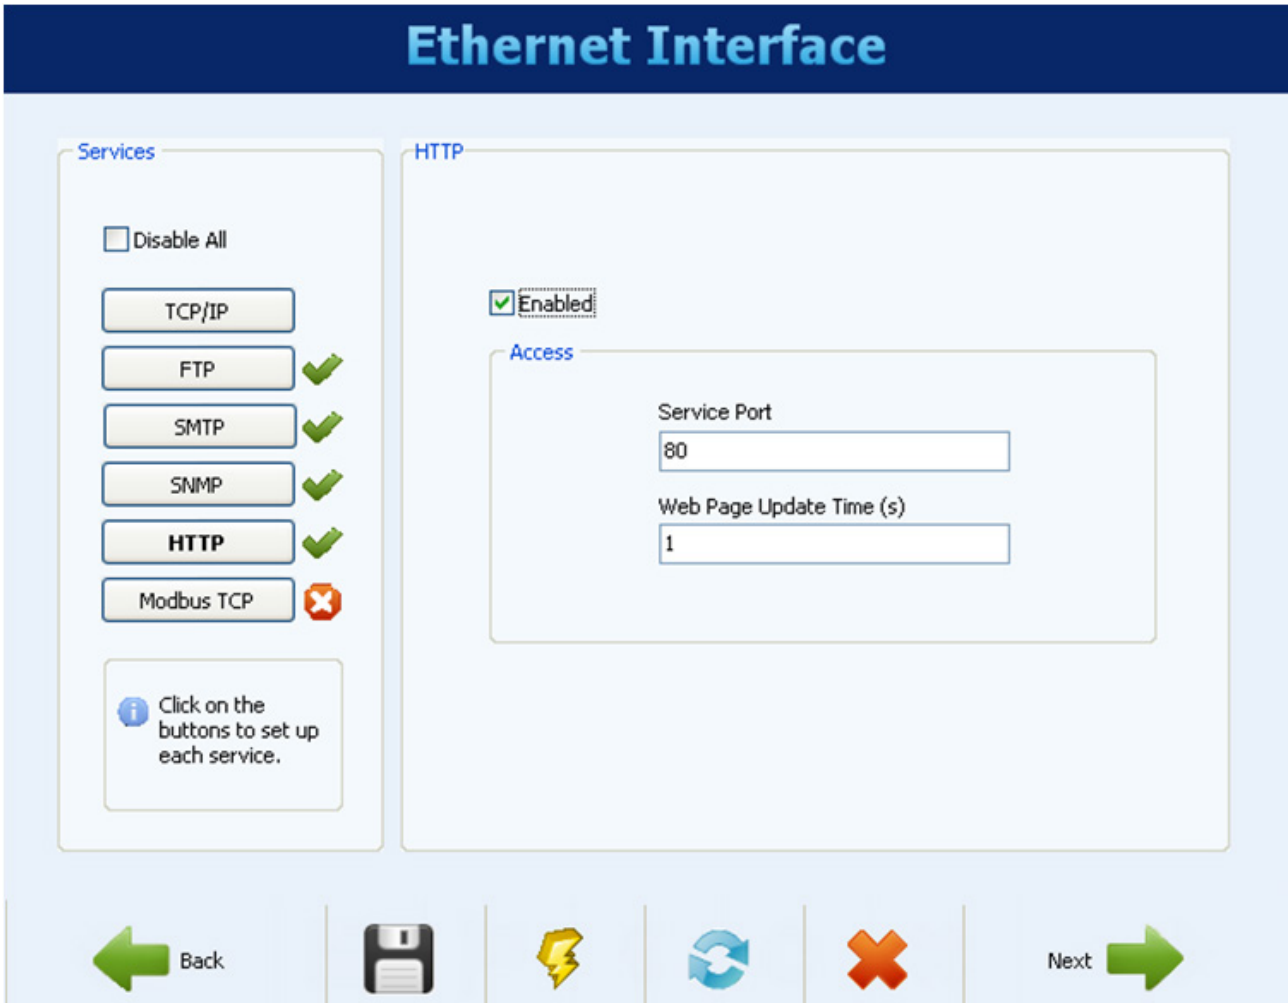 Ethernet Interface
Services
Disable All
TCP/IP
FTP
SMTP
SNMP
HTTP
Modbus TCP
Click on the
buttons to set up
each service.
HTTP
Enabled
Access
Service Port
80
Web Page Update Time (s)
1
Back
Next